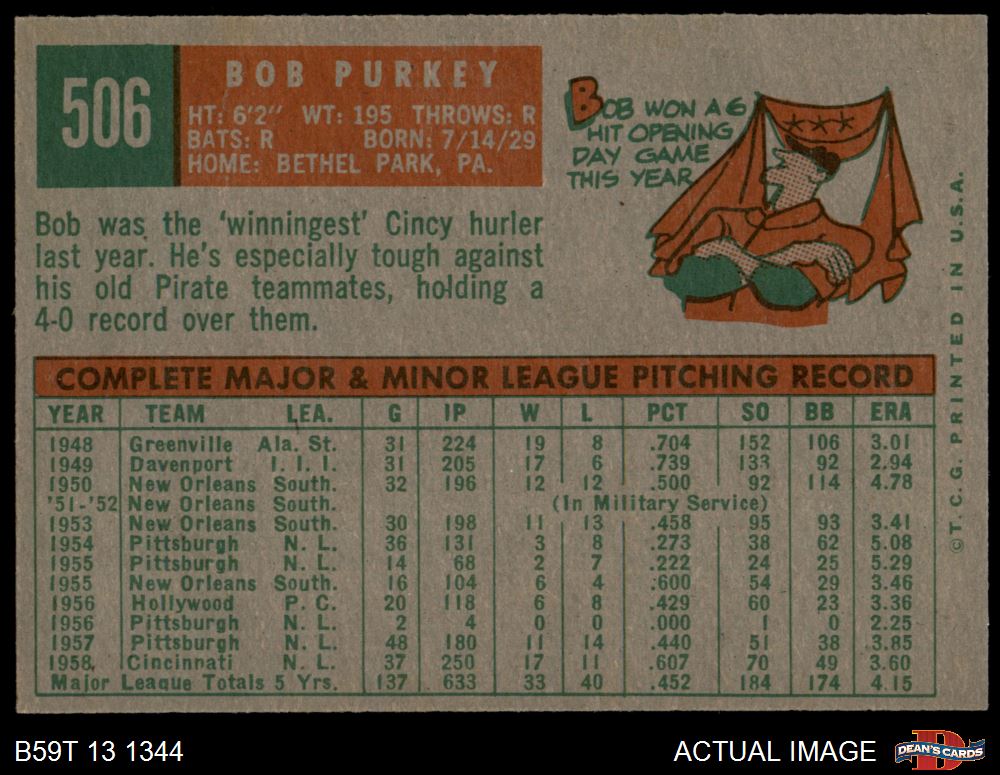 506
BOB PURKEY
HT: 6'2" WT: 195 THROWS: R
BATS: R BORN: 7/14/29
HOME: BETHEL PARK, PA.
BOB WON A 6
HIT OPENING
DAY GAME
THIS YEAR
Bob was the 'winningest' Cincy hurler
last year. He's especially tough against
his old Pirate teammates, holding a
4-0 record over them.
COMPLETE MAJOR & MINOR LEAGUE PITCHING RECORD
YEAR TEAM LEA. G IP W L PCT SO BB ERA
1948 Greenville Ala. St. 31 224 19 8 .704 152 106 3.01
1949 Davenport I. I. I. 31 205 17 6 .739 133 92 2.94
1950 New Orleans South. 32 196 12 12 .500 92 114 4.78
'51-'52 New Orleans South. (In Military Service)
1953 New Orleans South. 30 198 11 13 .458 95 93 3.41
1954 Pittsburgh N. L. 36 131 3 8 .273 38 62 5.08
1955 Pittsburgh N. L. 14 68 2 7 .222 24 25 5.29
1955 New Orleans South. 16 104 6 4 .600 54 29 3.46
1956 Hollywood P. C. 20 118 6 8 .429 60 23 3.36
1956 Pittsburgh N. L. 2 4 0 0 .000 1 0 2.25
1957 Pittsburgh N. L. 48 180 11 14 .440 51 38 3.85
1958 Cincinnati N. L. 37 250 17 11 .607 70 49 3.60
Major League Totals 5 Yrs. 137 633 33 40 .452 184 174 4.15
©T.C.G. PRINTED IN U.S.A.
B59T 13 1344
ACTUAL IMAGE
DEAN'S CARDS